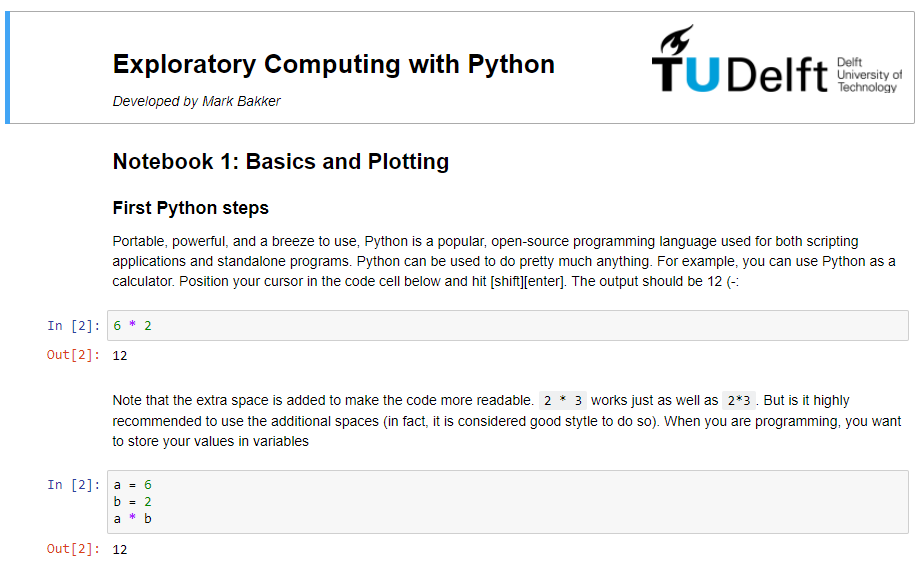 Exploratory Computing with Python
Developed by Mark Bakker
TU Delft
Delft
University of
Technology
Notebook 1: Basics and Plotting
First Python steps
Portable, powerful, and a breeze to use, Python is a popular, open-source programming language used for both scripting
applications and standalone programs. Python can be used to do pretty much anything. For example, you can use Python as a
calculator. Position your cursor in the code cell below and hit [shift][enter]. The output should be 12 (-:
In [2]: 6 * 2
Out[2]: 12
Note that the extra space is added to make the code more readable. 2 * 3 works just as well as 2*3 . But is it highly
recommended to use the additional spaces (in fact, it is considered good stytle to do so). When you are programming, you want
to store your values in variables
In [2]: a = 6
b = 2
a * b
Out[2]: 12